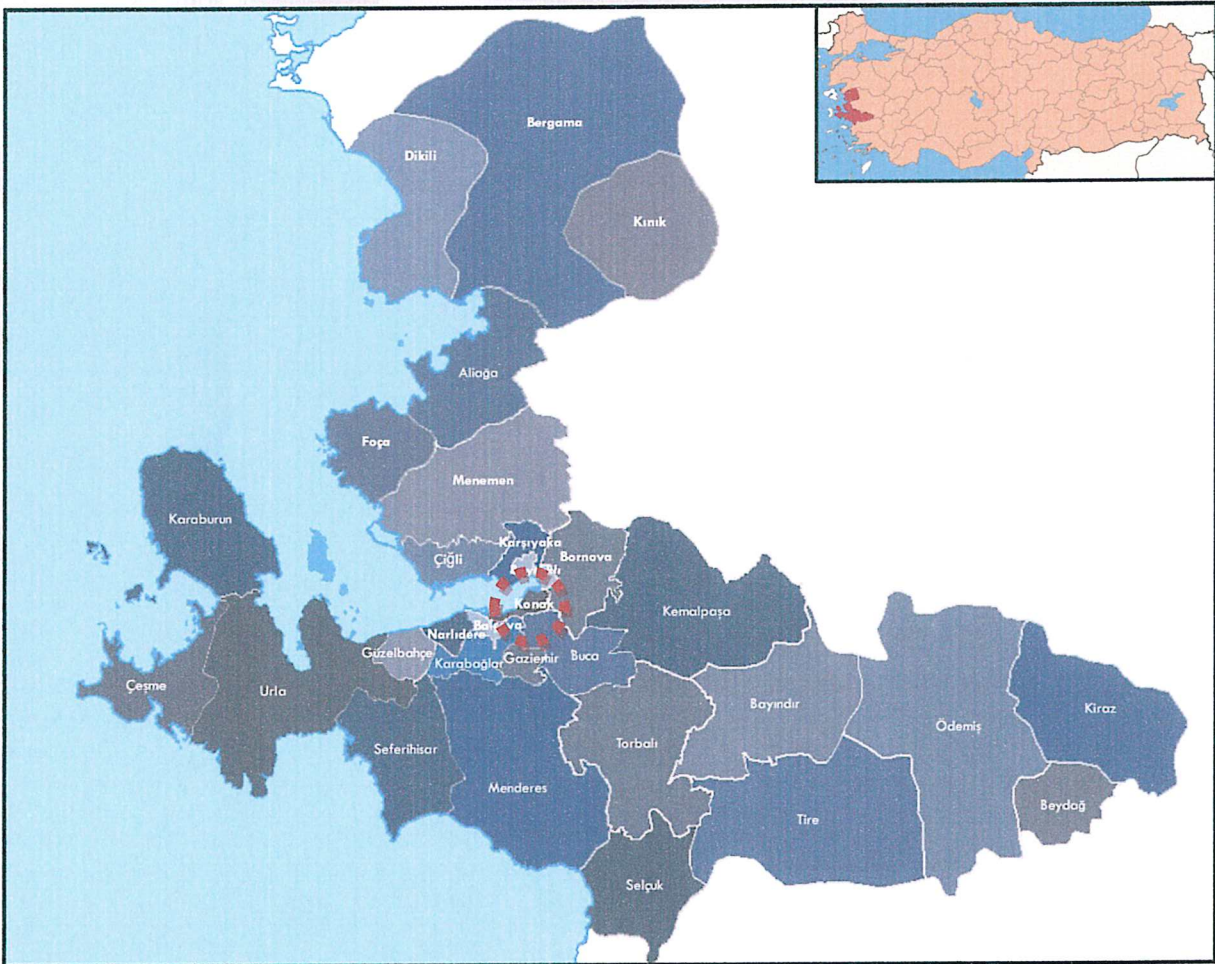 Bergama
Dikili
Kınık
Aliağa
Foça
Menemen
Karaburun
Karşıyaka
Bornova
Çiğli
Konak
Kemalpaşa
Narlıdere
Güzelbahçe
Karabağlar
Gaziemir
Buca
Çeşme
Urla
Bayındır
Kiraz
Ödemiş
Seferihisar
Torbalı
Menderes
Beydağ
Tire
Selçuk